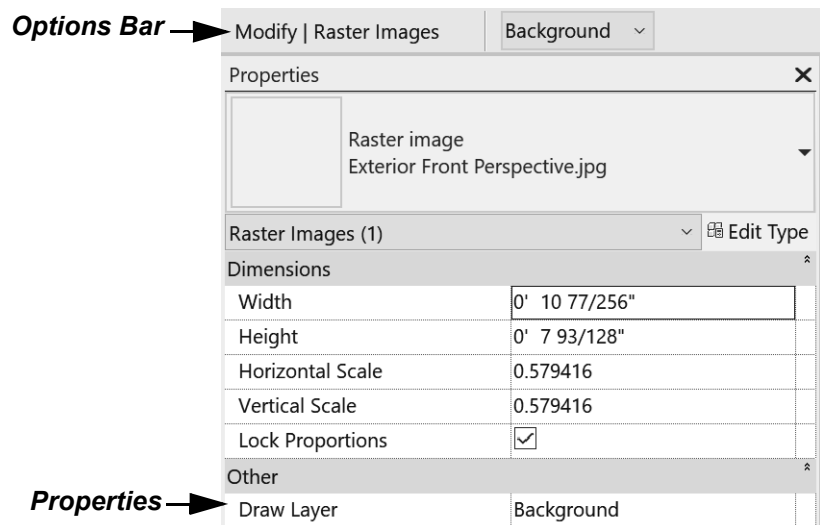 Options Bar
Modify | Raster Images Background
Properties
Raster image
Exterior Front Perspective.jpg
Raster Images (1) Edit Type
Dimensions
Width 0' 10 77/256"
Height 0' 7 93/128"
Horizontal Scale 0.579416
Vertical Scale 0.579416
Lock Proportions
Other
Properties
Draw Layer Background